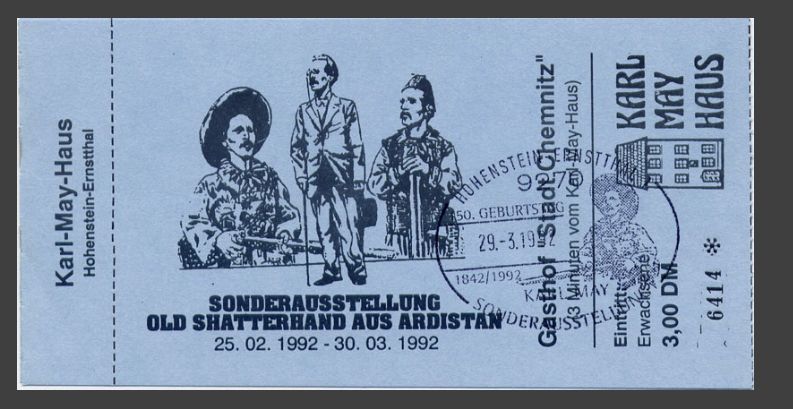 Karl-May-Haus
Hohenstein-Ernstthal
SONDERAUSSTELLUNG
OLD SHATTERHAND AUS ARDISTAN
25. 02. 1992 - 30. 03. 1992
Gasthof "Stadt Chemnitz"
(3 Minuten vom Karl-May-Haus)
HOHENSTEIN-ERNSTTHAL
150. GEBURTSTAG
29.-3.1992
1842/1992
KARL MAY
SONDERAUSSTELLUNG
KARL
MAY
HAUS
Eintritt:
Erwachsene
3,00 DM
6414 *